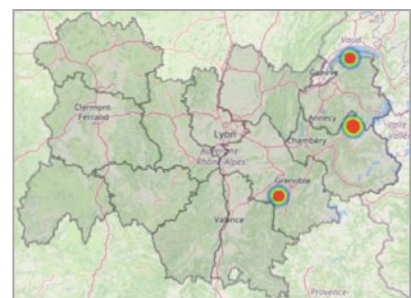 Vaud
Genève
Clermont-
Ferrand
Annecy
Lyon
Chambéry
Auvergne
Rhône Alpes
Grenoble
Valence
Provence-